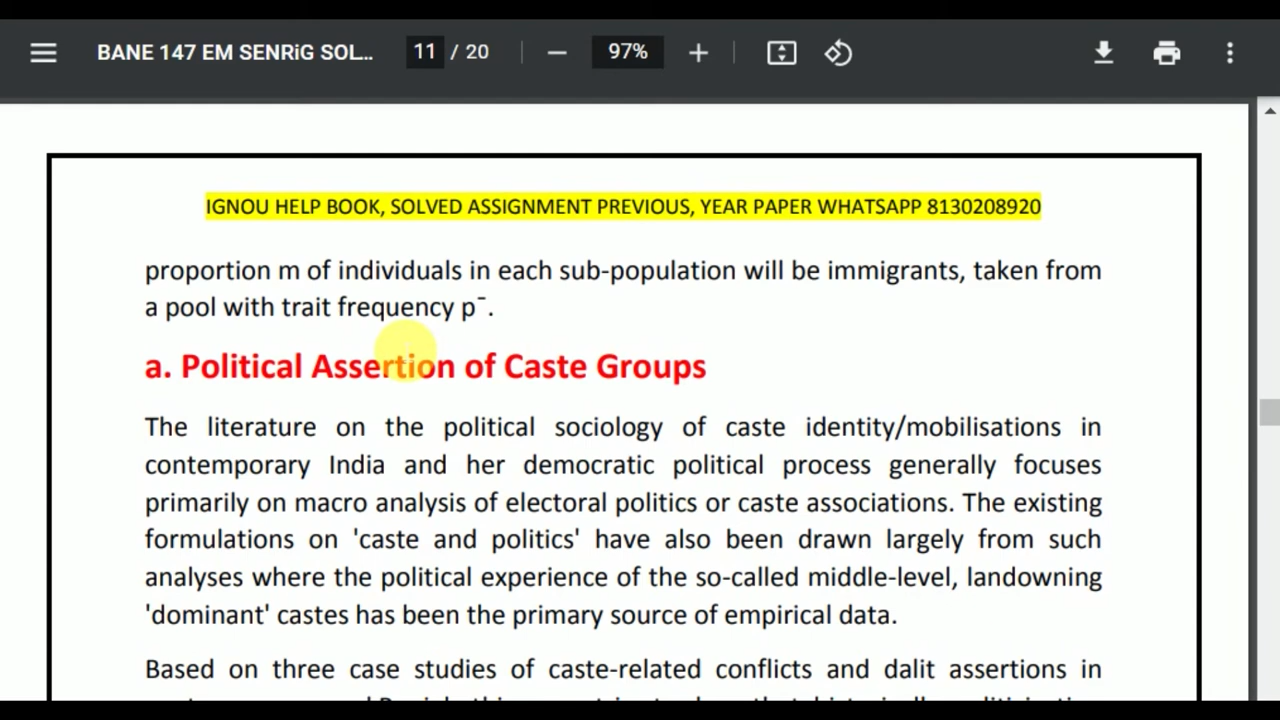 BANE 147 EM SENRiG SOL...
11 / 20
97%
IGNOU HELP BOOK, SOLVED ASSIGNMENT PREVIOUS, YEAR PAPER WHATSAPP 8130208920
proportion m of individuals in each sub-population will be immigrants, taken from
a pool with trait frequency p¯.
a. Political Assertion of Caste Groups
The literature on the political sociology of caste identity/mobilisations in
contemporary India and her democratic political process generally focuses
primarily on macro analysis of electoral politics or caste associations. The existing
formulations on 'caste and politics' have also been drawn largely from such
analyses where the political experience of the so-called middle-level, landowning
'dominant' castes has been the primary source of empirical data.
Based on three case studies of caste-related conflicts and dalit assertions in